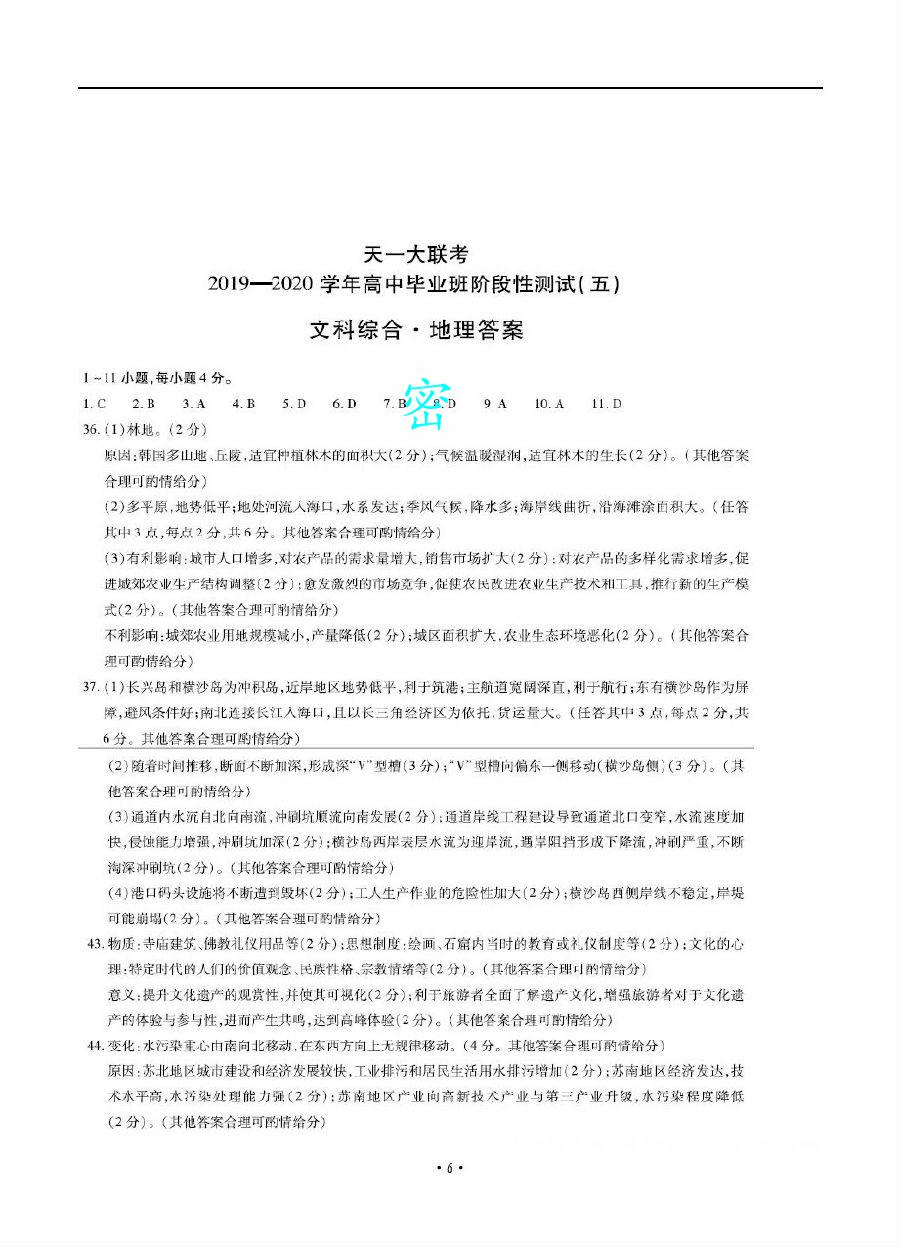 天一大联考
2019—2020 学年高中毕业班阶段性测试(五)
文科综合·地理答案
1~11 小题,每小题4分。
1. C 2. B 3. A 4. B 5. D 6. D 7. B 8. D 9 A 10. A 11. D
密
36. (1)林地。(2分)
原因:韩国多山地、丘陵,适宜种植林木的面积大(2分);气候温暖湿润,适宜林木的生长(2分)。(其他答案
合理可酌情给分)
(2)多平原,地势低平;地处河流入海口,水系发达;季风气候,降水多;海岸线曲折,沿海滩涂面积大。(任答
其中3点,每点2分,共6分。其他答案合理可酌情给分)
(3)有利影响:城市人口增多,对农产品的需求量增大,销售市场扩大(2分);对农产品的多样化需求增多,促
进城郊农业生产结构调整(2分);愈发激烈的市场竞争,促使农民改进农业生产技术和工具,推行新的生产模
式(2分)。(其他答案合理可酌情给分)
不利影响:城郊农业用地规模减小,产量降低(2分);城区面积扩大,农业生态环境恶化(2分)。(其他答案合
理可酌情给分)
37. (1)长兴岛和横沙岛为冲积岛,近岸地区地势低平,利于筑港;主航道宽阔深直,利于航行;东有横沙岛作为屏
障,避风条件好;南北连接长江入海口,且以长三角经济区为依托,货运量大。(任答其中3点,每点2分,共
6分。其他答案合理可酌情给分)
(2)随着时间推移,断面不断加深,形成深“V”型槽(3分);“V”型槽向偏东一侧移动(横沙岛侧)(3分)。(其
他答案合理可酌情给分)
(3)通道内水流自北向南流,冲刷坑顺流向南发展(2分);通道岸线工程建设导致通道北口变窄,水流速度加
快,侵蚀能力增强,冲刷坑加深(2分);横沙岛西岸表层水流为迎岸流,遇岸阻挡形成下降流,冲刷严重,不断
淘深冲刷坑(2分)。(其他答案合理可酌情给分)
(4)港口码头设施将不断遭到毁坏(2分);工人生产作业的危险性加大(2分);横沙岛西侧岸线不稳定,岸堤
可能崩塌(2分)。(其他答案合理可酌情给分)
43. 物质:寺庙建筑、佛教礼仪用品等(2分);思想制度:绘画、石窟内当时的教育或礼仪制度等(2分);文化的心
理:特定时代的人们的价值观念、民族性格、宗教情绪等(2分)。(其他答案合理可酌情给分)
意义:提升文化遗产的观赏性,并使其可视化(2分);利于旅游者全面了解遗产文化,增强旅游者对于文化遗
产的体验与参与性,进而产生共鸣,达到高峰体验(2分)。(其他答案合理可酌情给分)
44. 变化:水污染重心由南向北移动,在东西方向上无规律移动。(4分。其他答案合理可酌情给分)
原因:苏北地区城市建设和经济发展较快,工业排污和居民生活用水排污增加(2分);苏南地区经济发达,技
术水平高,水污染处理能力强(2分);苏南地区产业向高新技术产业与第三产业升级,水污染程度降低
(2分)。(其他答案合理可酌情给分)
·6·